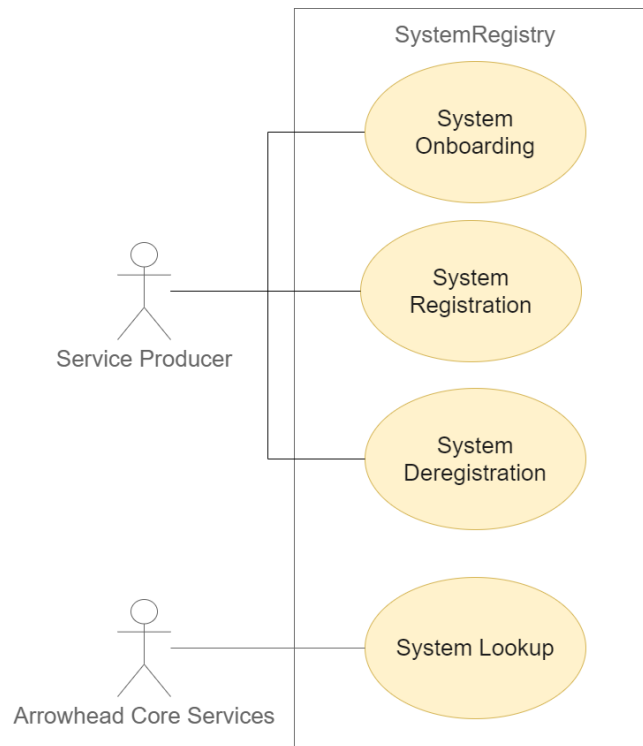 SystemRegistry
System
Onboarding
System
Registration
Service Producer
System
Deregistration
System Lookup
Arrowhead Core Services